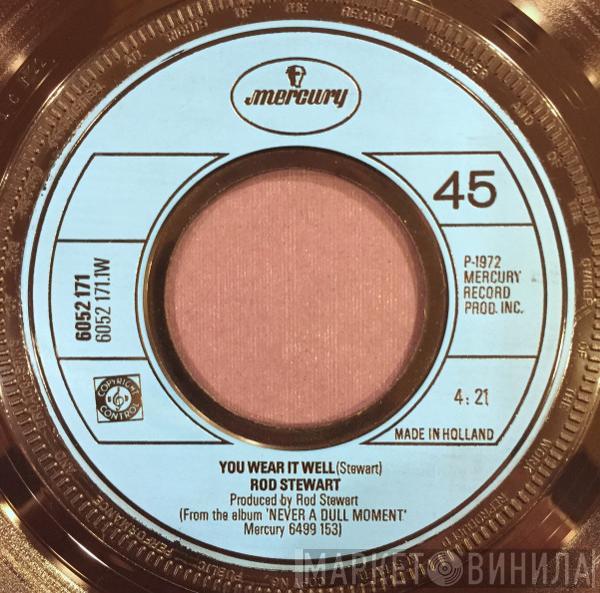 mercury
45
P-1972
MERCURY
RECORD
PROD. INC.
6052 171
6052 171.1W
COPYRIGHT
CONTROL
4:21
MADE IN HOLLAND
YOU WEAR IT WELL (Stewart)
ROD STEWART
Produced by Rod Stewart
(From the album 'NEVER A DULL MOMENT'
Mercury 6499 153)
МАРКЕТ ВИНИЛА